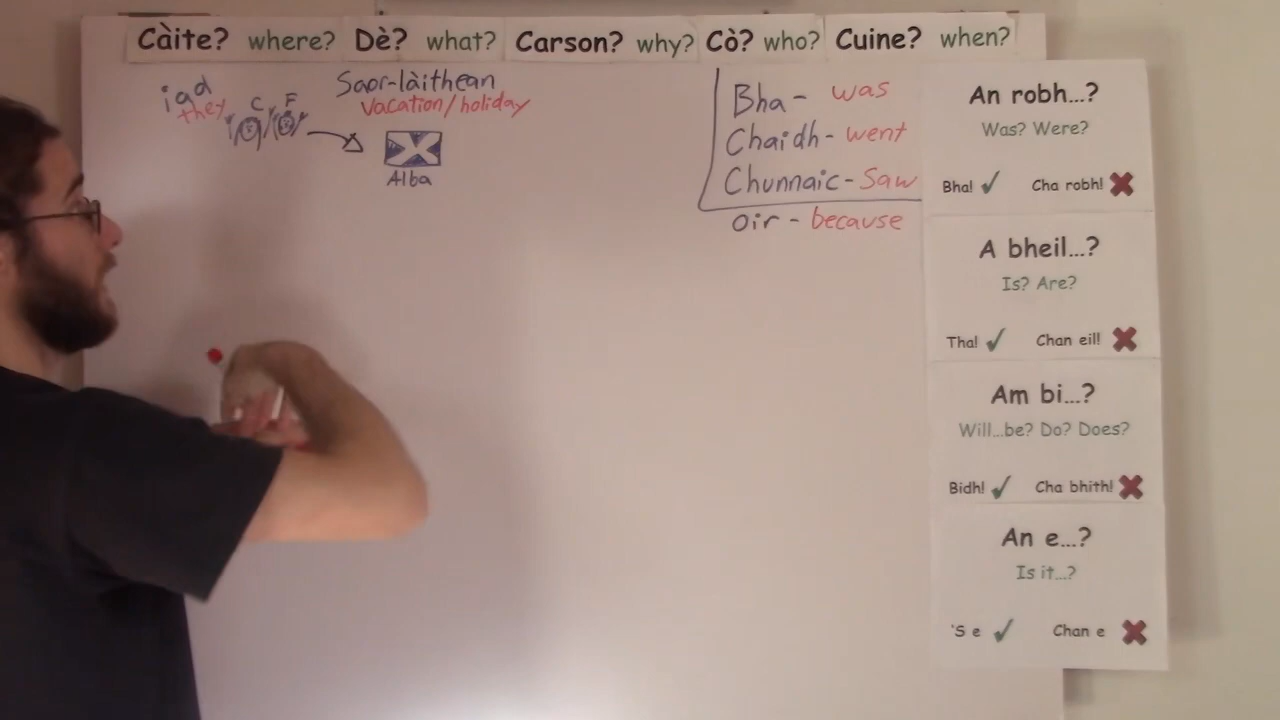 Càite? where? Dè? what? Carson? why? Cò? who? Cuine? when?
iad
they
C F
Saor-làithean
Vacation/holiday
Alba
Bha - was
Chaidh - went
Chunnaic - Saw
oir - because
An robh...?
Was? Were?
Bha! Cha robh!
A bheil...?
Is? Are?
Tha! Chan eil!
Am bi...?
Will...be? Do? Does?
Bidh! Cha bhith!
An e...?
Is it...?
'S e Chan e